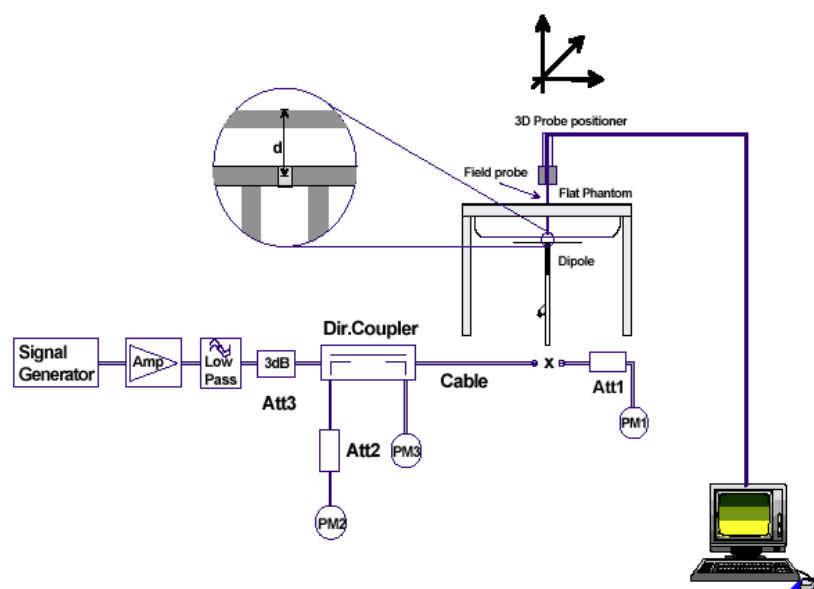 3D Probe positioner
d
Field probe
Flat Phantom
Dipole
Dir.Coupler
Signal
Generator
Amp
Low
Pass
3dB
Cable
x
Att1
Att3
Att2
PM3
PM1
PM2